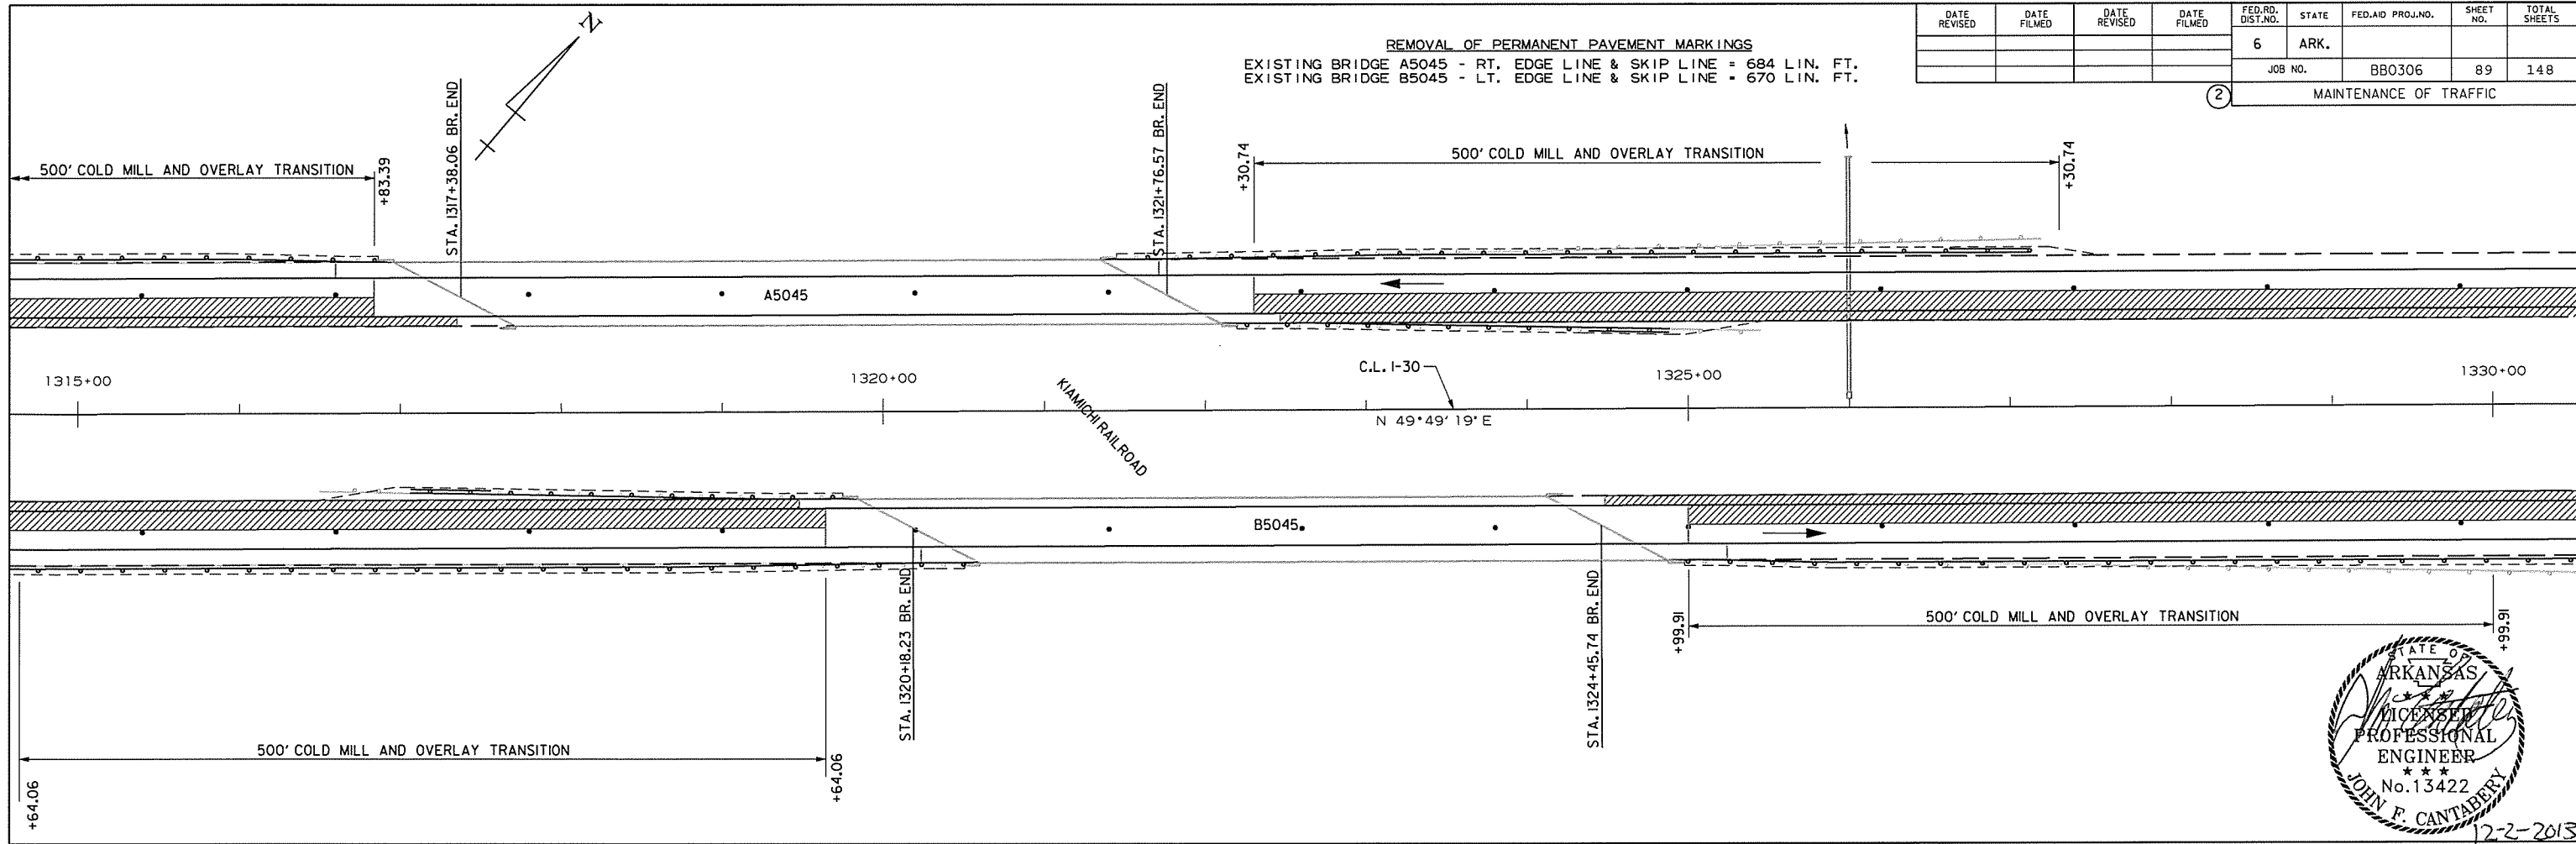 DATE REVISED
DATE FILMED
DATE REVISED
DATE FILMED
FED.RD. DIST.NO.
STATE
FED.AID PROJ.NO.
SHEET NO.
TOTAL SHEETS
6
ARK.
JOB NO.
BB0306
89
148
2
MAINTENANCE OF TRAFFIC
N
REMOVAL OF PERMANENT PAVEMENT MARKINGS
EXISTING BRIDGE A5045 - RT. EDGE LINE & SKIP LINE = 684 LIN. FT.
EXISTING BRIDGE B5045 - LT. EDGE LINE & SKIP LINE = 670 LIN. FT.
500' COLD MILL AND OVERLAY TRANSITION
+83.39
STA. 1317+38.06 BR. END
STA. 1321+76.57 BR. END
+30.74
500' COLD MILL AND OVERLAY TRANSITION
+30.74
A5045
1315+00
1320+00
C.L. I-30
1325+00
1330+00
KIAMICHI RAILROAD
N 49°49' 19" E
B5045
STA. 1320+18.23 BR. END
STA. 1324+45.74 BR. END
+99.91
500' COLD MILL AND OVERLAY TRANSITION
+99.91
500' COLD MILL AND OVERLAY TRANSITION
+64.06
+64.06
STATE OF
ARKANSAS
★ ★ ★
LICENSED
PROFESSIONAL
ENGINEER
★ ★ ★
No.13422
JOHN F. CANTABERY
12-2-2013